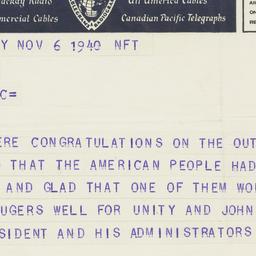 ackay Radio
All America Cables
mmercial Cables
Canadian Pacific Telegraphs
Y NOV 6 1940 NFT
C=
ERE CONGRATULATIONS ON THE OUT
THAT THE AMERICAN PEOPLE HAD
AND GLAD THAT ONE OF THEM WO
UGERS WELL FOR UNITY AND JOHN
SIDENT AND HIS ADMINISTRATORS